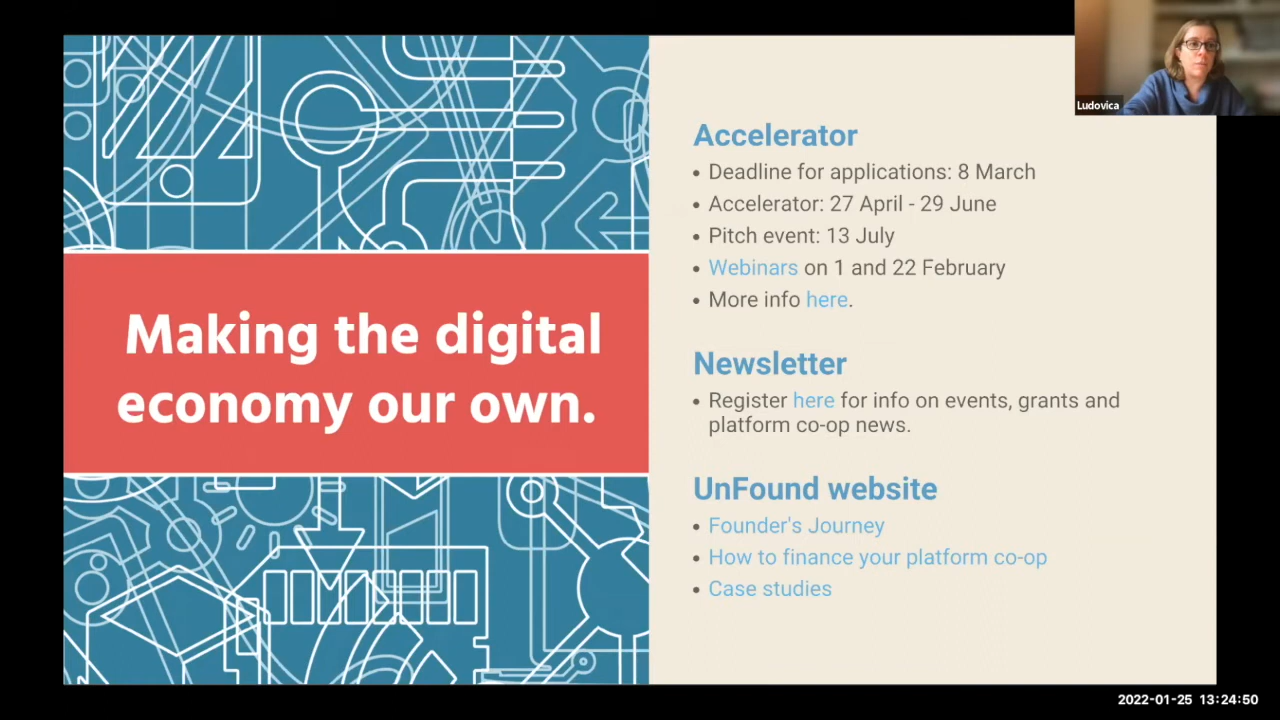 Ludovica
Making the digital
economy our own.
Accelerator
• Deadline for applications: 8 March
• Accelerator: 27 April - 29 June
• Pitch event: 13 July
• Webinars on 1 and 22 February
• More info here.
Newsletter
• Register here for info on events, grants and
platform co-op news.
UnFound website
• Founder's Journey
• How to finance your platform co-op
• Case studies
2022-01-25 13:24:50